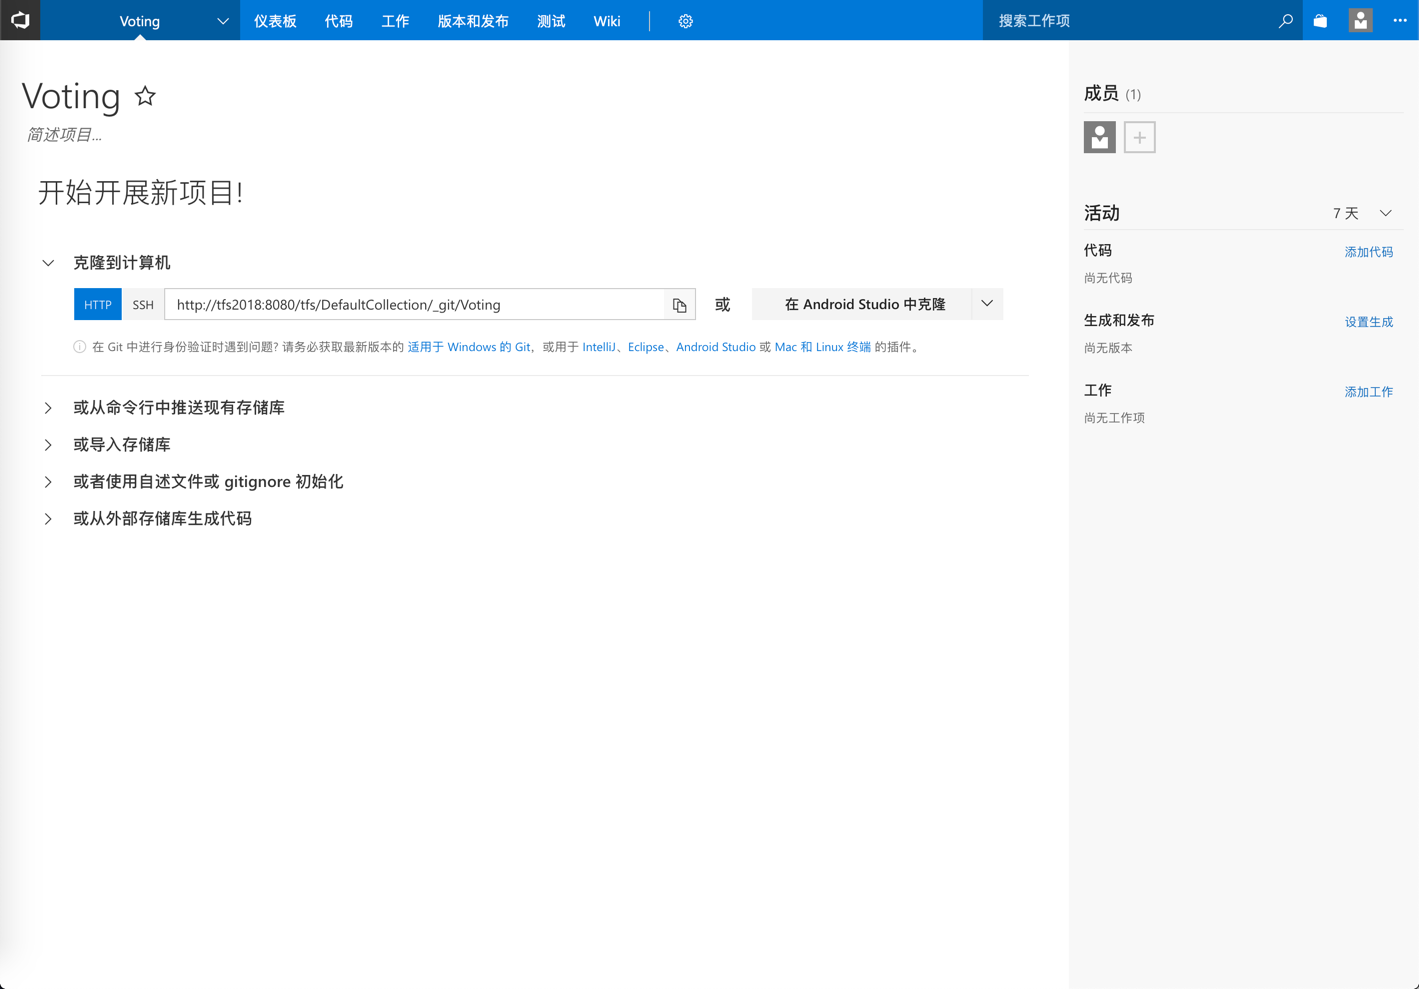 Voting 仪表板 代码 工作 版本和发布 测试 Wiki 搜索工作项
Voting
简述项目...
开始开展新项目!
克隆到计算机
HTTP SSH http://tfs2018:8080/tfs/DefaultCollection/_git/Voting 或 在 Android Studio 中克隆
在 Git 中进行身份验证时遇到问题? 请务必获取最新版本的 适用于 Windows 的 Git，或用于 IntelliJ、Eclipse、Android Studio 或 Mac 和 Linux 终端 的插件。
或从命令行中推送现有存储库
或导入存储库
或者使用自述文件或 gitignore 初始化
或从外部存储库生成代码
成员 (1)
活动 7 天
代码 添加代码
尚无代码
生成和发布 设置生成
尚无版本
工作 添加工作
尚无工作项